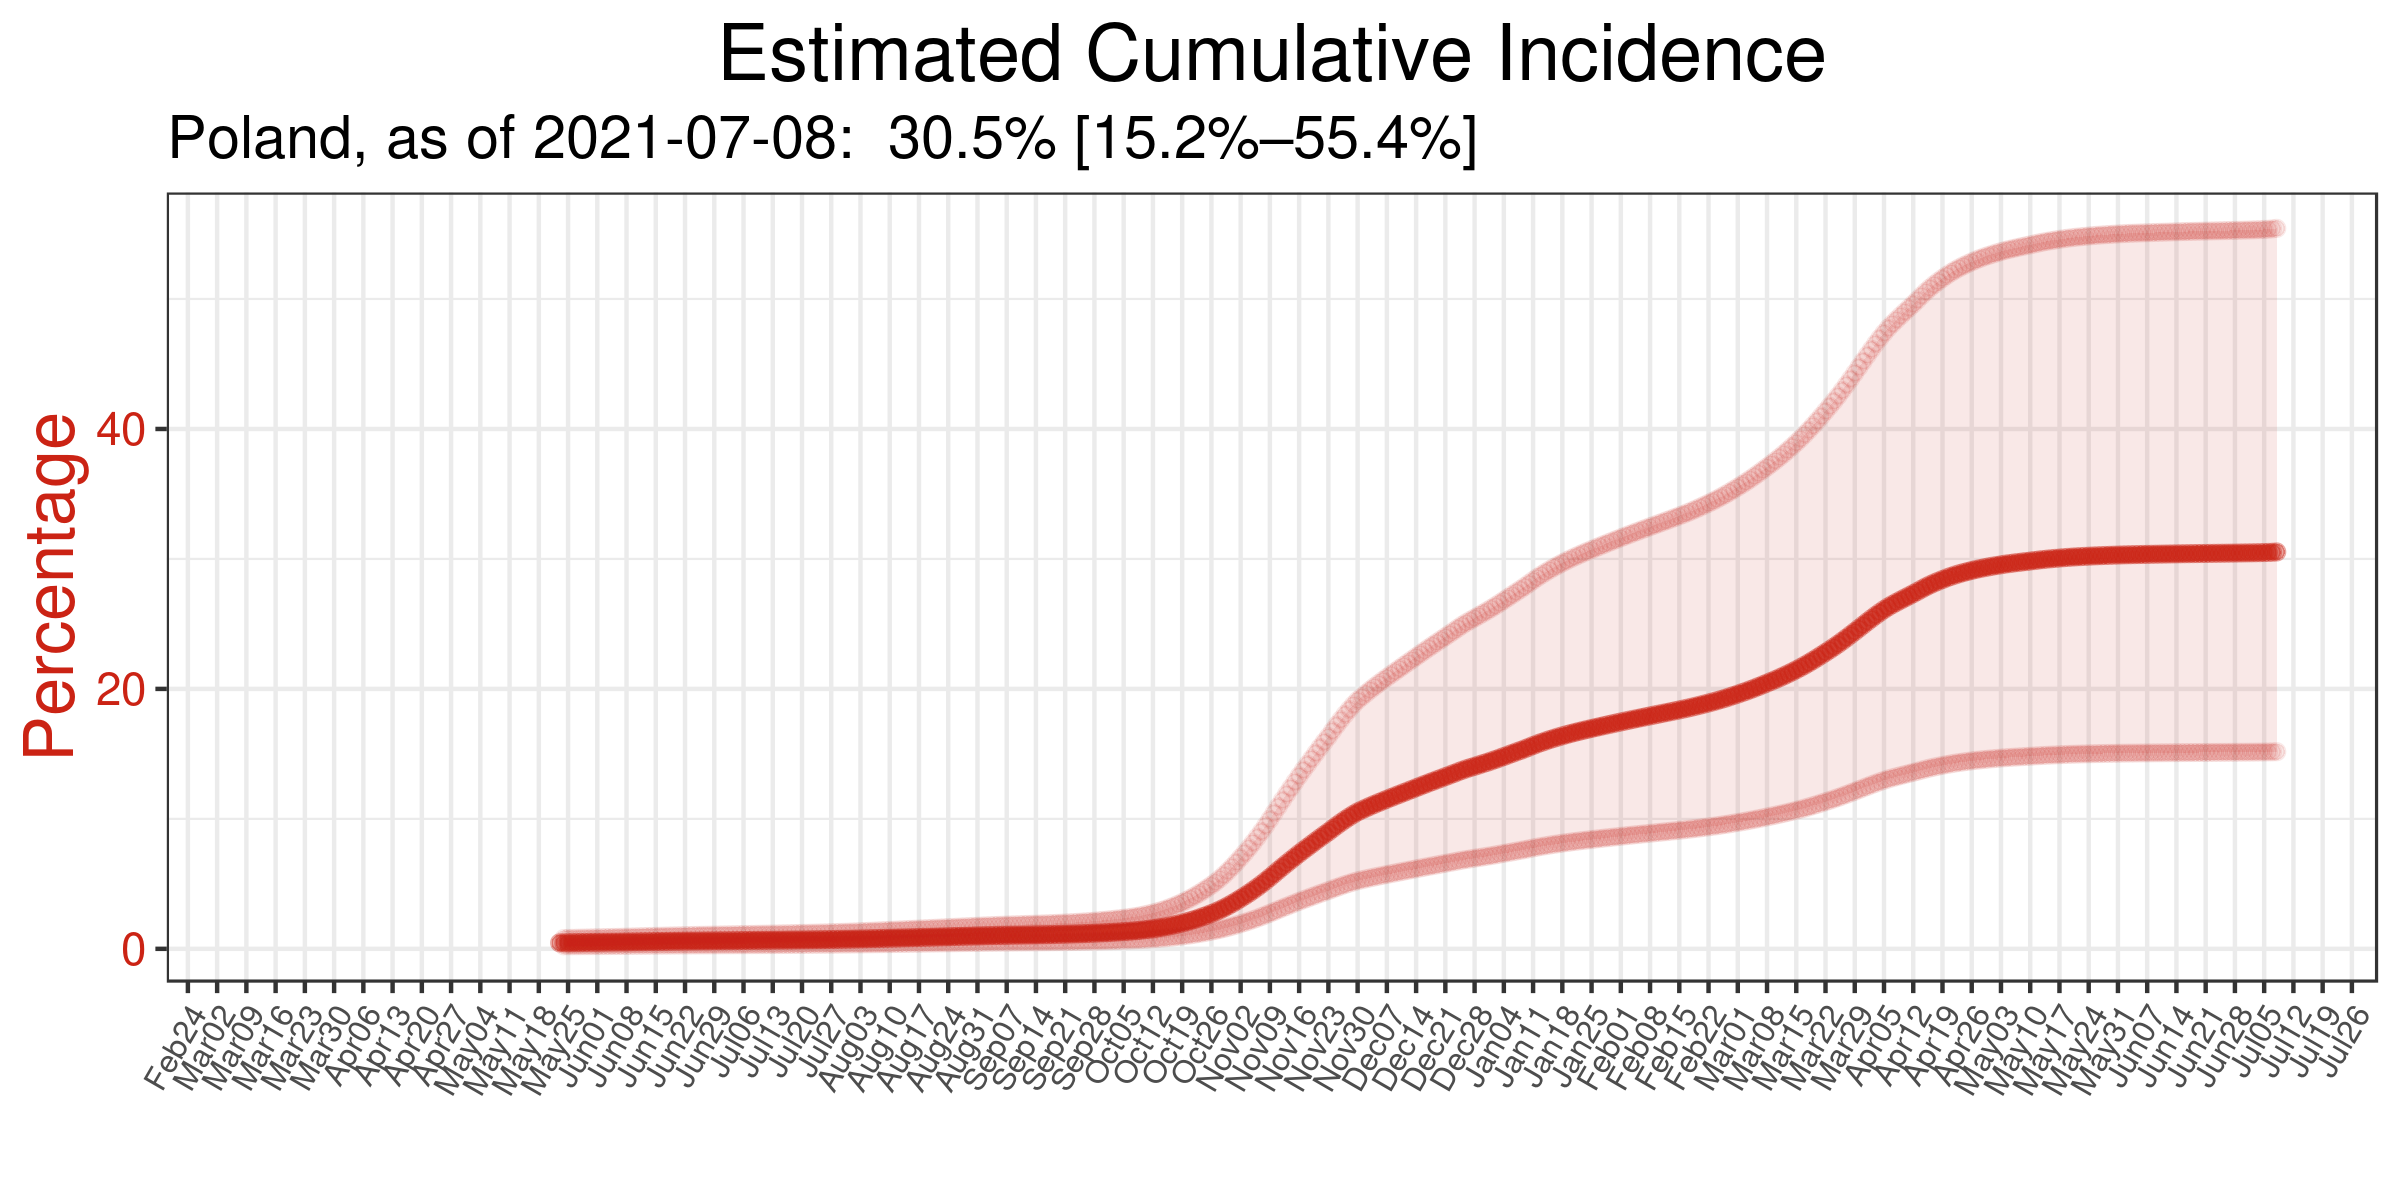 Estimated Cumulative Incidence
Poland, as of 2021-07-08:  30.5% [15.2%–55.4%]
Percentage
40
20
0
Feb24
Mar02
Mar09
Mar16
Mar23
Mar30
Apr06
Apr13
Apr20
Apr27
May04
May11
May18
May25
Jun01
Jun08
Jun15
Jun22
Jun29
Jul06
Jul13
Jul20
Jul27
Aug03
Aug10
Aug17
Aug24
Aug31
Sep07
Sep14
Sep21
Sep28
Oct05
Oct12
Oct19
Oct26
Nov02
Nov09
Nov16
Nov23
Nov30
Dec07
Dec14
Dec21
Dec28
Jan04
Jan11
Jan18
Jan25
Feb01
Feb08
Feb15
Feb22
Mar01
Mar08
Mar15
Mar22
Mar29
Apr05
Apr12
Apr19
Apr26
May03
May10
May17
May24
May31
Jun07
Jun14
Jun21
Jun28
Jul05
Jul12
Jul19
Jul26